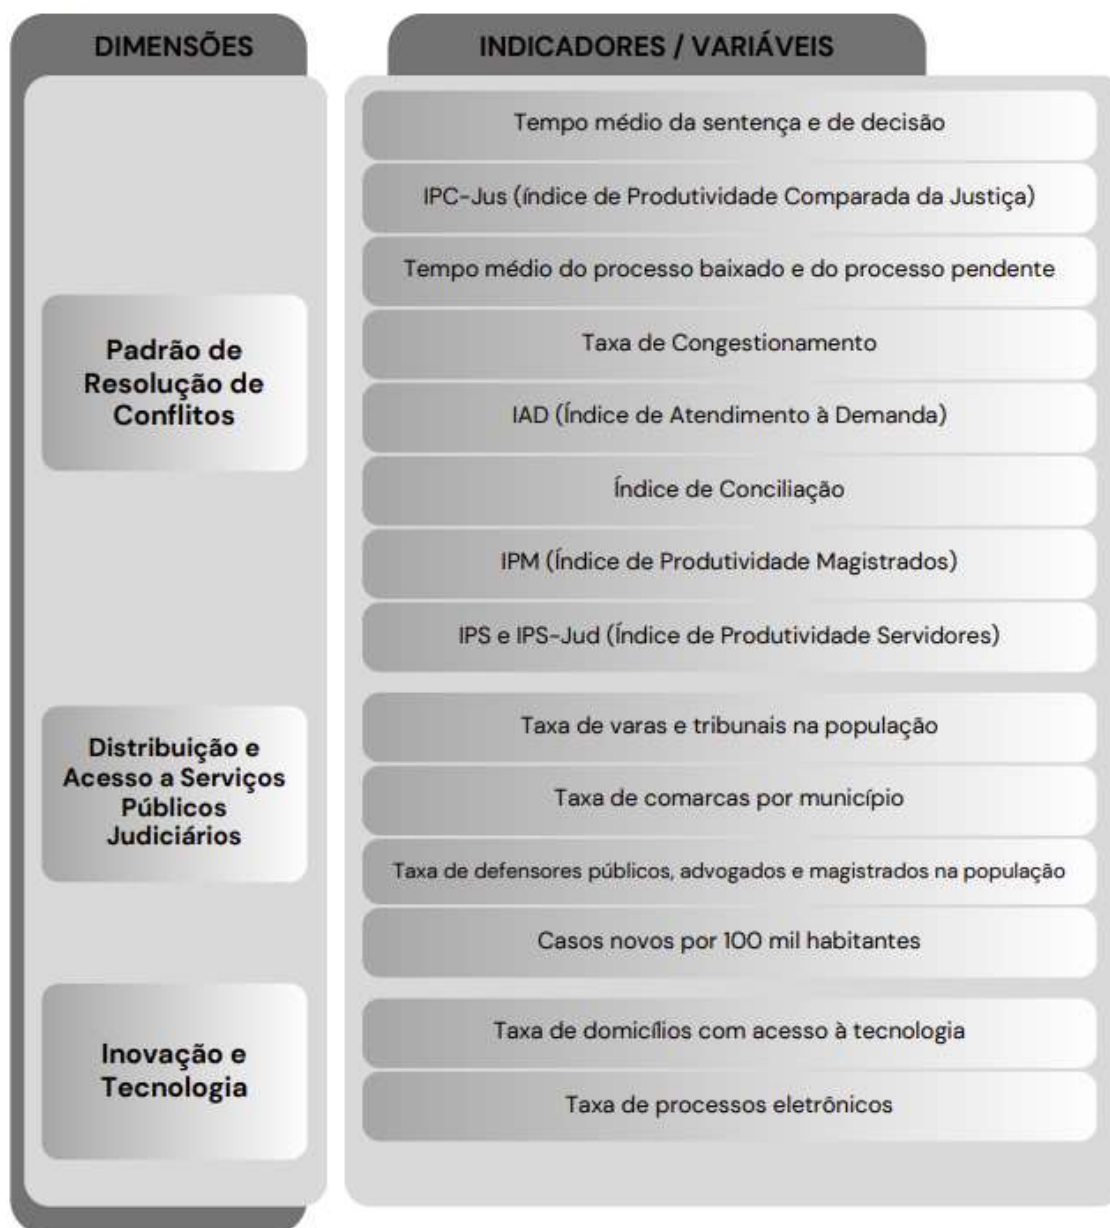 DIMENSÕES
INDICADORES / VARIÁVEIS
Padrão de
Resolução de
Conflitos
Tempo médio da sentença e de decisão
IPC-Jus (índice de Produtividade Comparada da Justiça)
Tempo médio do processo baixado e do processo pendente
Taxa de Congestionamento
IAD (Índice de Atendimento à Demanda)
Índice de Conciliação
IPM (Índice de Produtividade Magistrados)
IPS e IPS-Jud (Índice de Produtividade Servidores)
Distribuição e
Acesso a Serviços
Públicos
Judiciários
Taxa de varas e tribunais na população
Taxa de comarcas por município
Taxa de defensores públicos, advogados e magistrados na população
Casos novos por 100 mil habitantes
Inovação e
Tecnologia
Taxa de domicílios com acesso à tecnologia
Taxa de processos eletrônicos